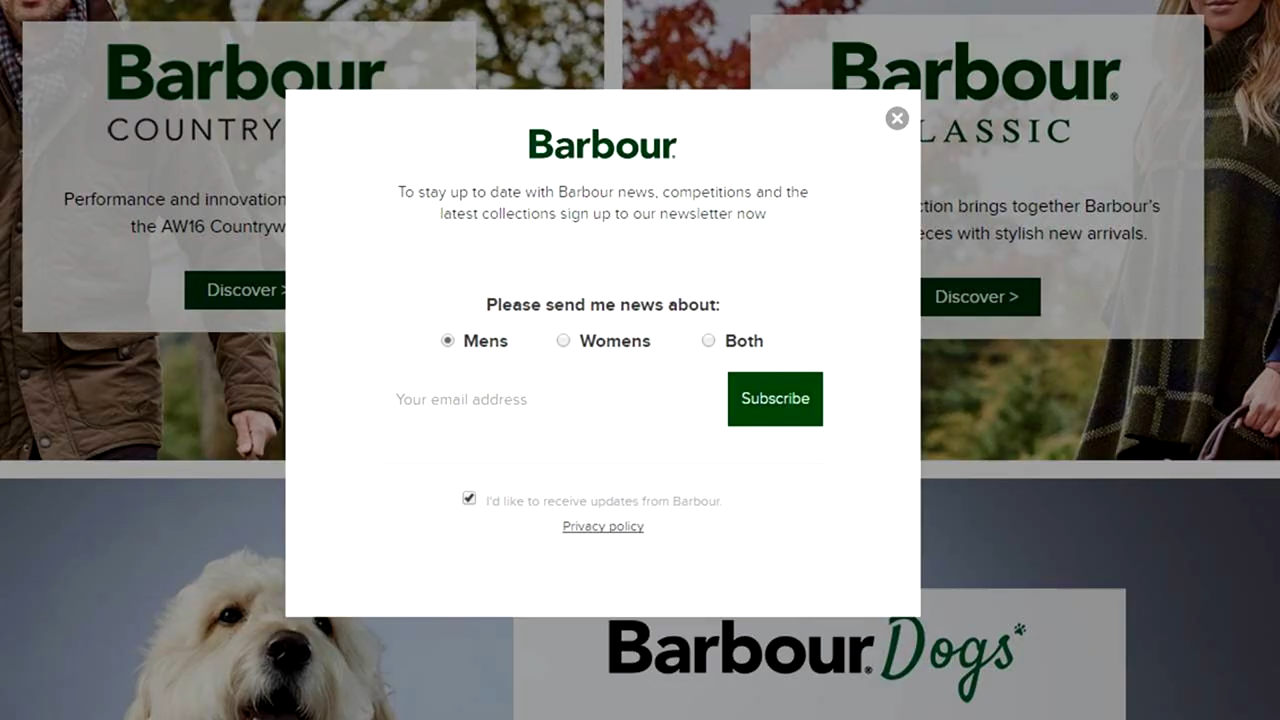 Barbour
COUNTRY
Performance and innovation
the AW16 Countryw
Discover >
Barbour®
LASSIC
ction brings together Barbour's
eces with stylish new arrivals.
Discover >
Barbour.
To stay up to date with Barbour news, competitions and the
latest collections sign up to our newsletter now
Please send me news about:
Mens Womens Both
Your email address Subscribe
I'd like to receive updates from Barbour.
Privacy policy
Barbour® Dogs